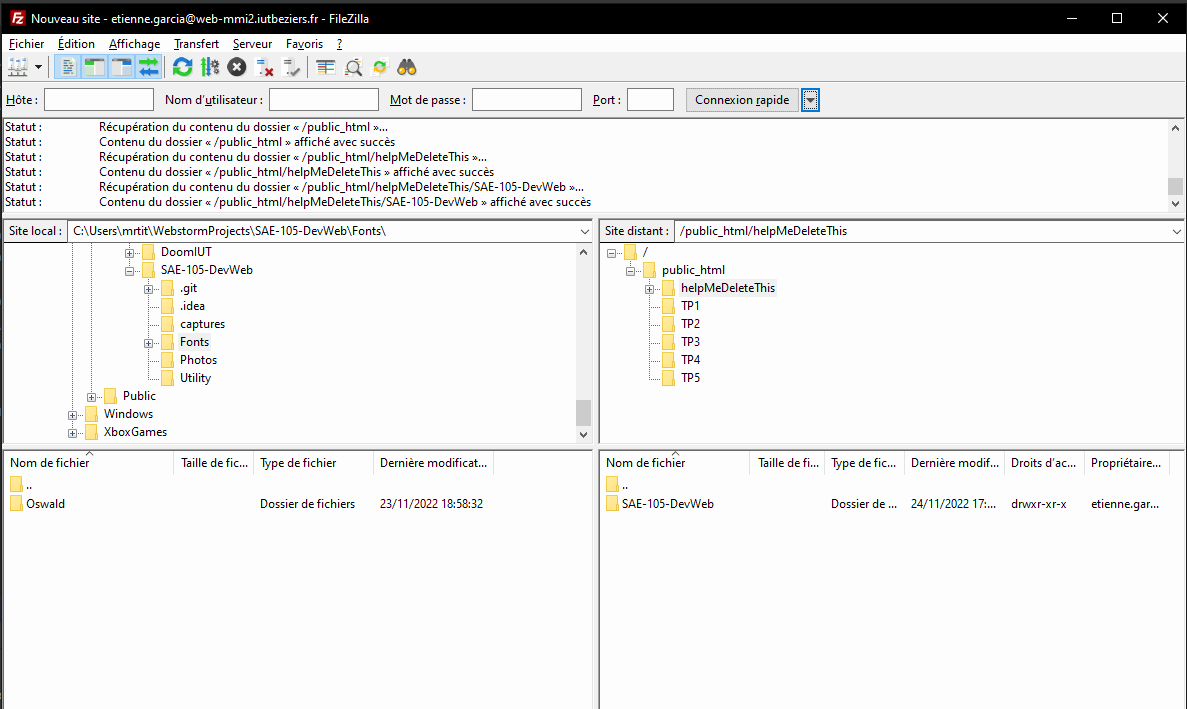 Nouveau site - etienne.garcia@web-mmi2.iutbeziers.fr - FileZilla
Fichier Édition Affichage Transfert Serveur Favoris ?
Hôte : Nom d'utilisateur : Mot de passe : Port : Connexion rapide
Statut : Récupération du contenu du dossier « /public_html »...
Statut : Contenu du dossier « /public_html » affiché avec succès
Statut : Récupération du contenu du dossier « /public_html/helpMeDeleteThis »...
Statut : Contenu du dossier « /public_html/helpMeDeleteThis » affiché avec succès
Statut : Récupération du contenu du dossier « /public_html/helpMeDeleteThis/SAE-105-DevWeb »...
Statut : Contenu du dossier « /public_html/helpMeDeleteThis/SAE-105-DevWeb » affiché avec succès
Site local : C:\Users\mrtit\WebstormProjects\SAE-105-DevWeb\Fonts\
DoomIUT
SAE-105-DevWeb
.git
.idea
captures
Fonts
Photos
Utility
Public
Windows
XboxGames
Site distant : /public_html/helpMeDeleteThis
/
public_html
helpMeDeleteThis
TP1
TP2
TP3
TP4
TP5
Nom de fichier Taille de fic... Type de fichier Dernière modificat...
..
Oswald Dossier de fichiers 23/11/2022 18:58:32
Nom de fichier Taille de fi... Type de fic... Dernière modif... Droits d'ac... Propriétaire...
..
SAE-105-DevWeb Dossier de ... 24/11/2022 17:... drwxr-xr-x etienne.gar...